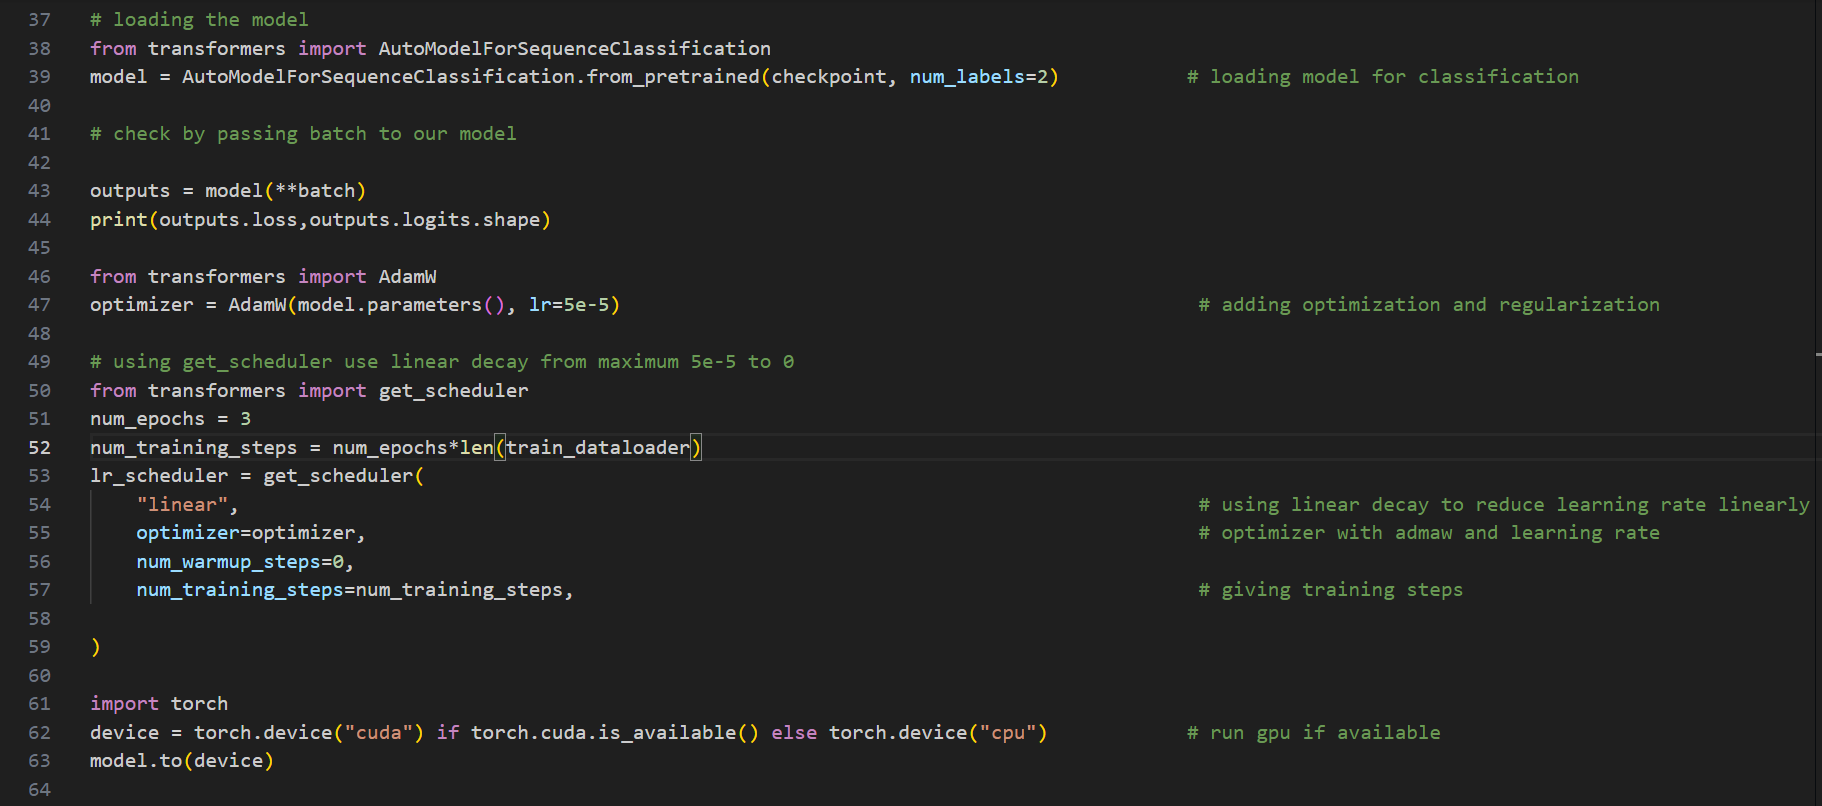 37 # loading the model
38 from transformers import AutoModelForSequenceClassification
39 model = AutoModelForSequenceClassification.from_pretrained(checkpoint, num_labels=2) # loading model for classification
40
41 # check by passing batch to our model
42
43 outputs = model(**batch)
44 print(outputs.loss,outputs.logits.shape)
45
46 from transformers import AdamW
47 optimizer = AdamW(model.parameters(), lr=5e-5) # adding optimization and regularization
48
49 # using get_scheduler use linear decay from maximum 5e-5 to 0
50 from transformers import get_scheduler
51 num_epochs = 3
52 num_training_steps = num_epochs*len(train_dataloader)
53 lr_scheduler = get_scheduler(
54     "linear", # using linear decay to reduce learning rate linearly
55     optimizer=optimizer, # optimizer with admaw and learning rate
56     num_warmup_steps=0,
57     num_training_steps=num_training_steps, # giving training steps
58
59 )
60
61 import torch
62 device = torch.device("cuda") if torch.cuda.is_available() else torch.device("cpu") # run gpu if available
63 model.to(device)
64